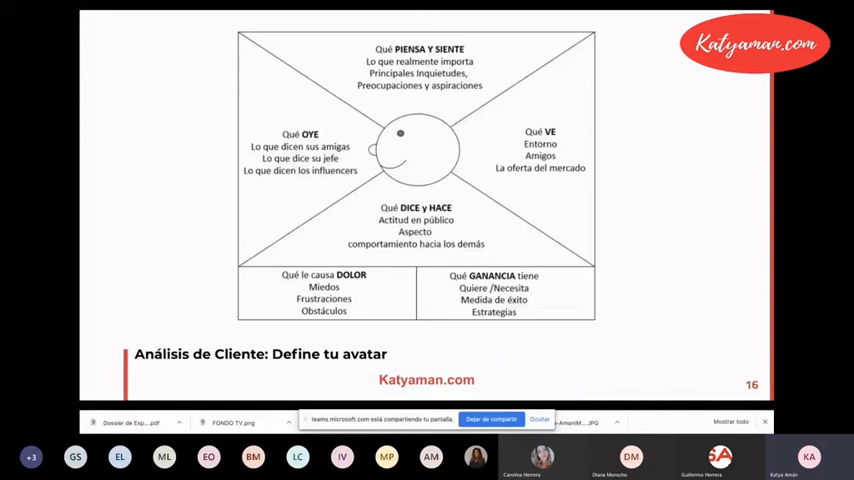 Katyaman.com
Qué PIENSA Y SIENTE
Lo que realmente importa
Principales Inquietudes,
Preocupaciones y aspiraciones
Qué OYE
Lo que dicen sus amigas
Lo que dice su jefe
Lo que dicen los influencers
Qué VE
Entorno
Amigos
La oferta del mercado
Qué DICE y HACE
Actitud en público
Aspecto
comportamiento hacia los demás
Qué le causa DOLOR
Miedos
Frustraciones
Obstáculos
Qué GANANCIA tiene
Quiere /Necesita
Medida de éxito
Estrategias
Análisis de Cliente: Define tu avatar
Katyaman.com
16
Dossier de Exp....pdf
FONDO TV.png
teams.microsoft.com está compartiendo tu pantalla.
Dejar de compartir
Ocultar
-AmanIM....JPG
Mostrar todo
+3
GS
EL
ML
EO
BM
LC
IV
MP
AM
Carolina Herrera
DM
Diana Morocho
SA
Guillermo Herrera
KA
Katya Amán